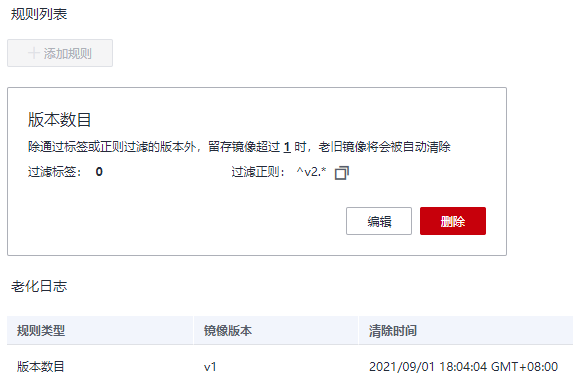 规则列表
添加规则
版本数目
除通过标签或正则过滤的版本外，留存镜像超过 1 时，老旧镜像将会被自动清除
过滤标签： 0 过滤正则： ^v2.*
编辑 删除
老化日志
规则类型 镜像版本 清除时间
版本数目 v1 2021/09/01 18:04:04 GMT+08:00